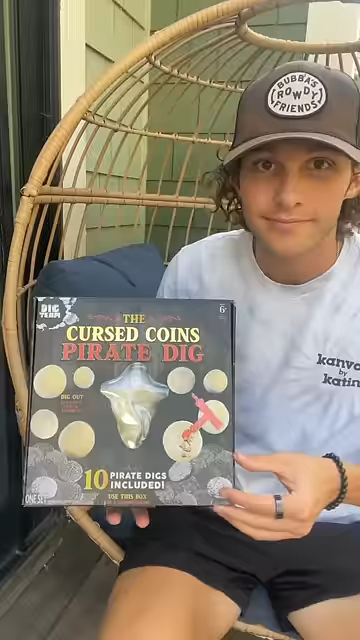 BUBBA'S
ROWDY
FRIENDS
DIG
TEAM
6+
THE
CURSED COINS
PIRATE DIG
DIG OUT
kanvas
by
katin
10 PIRATE DIGS
INCLUDED!
USE THIS BOX
ONE SET